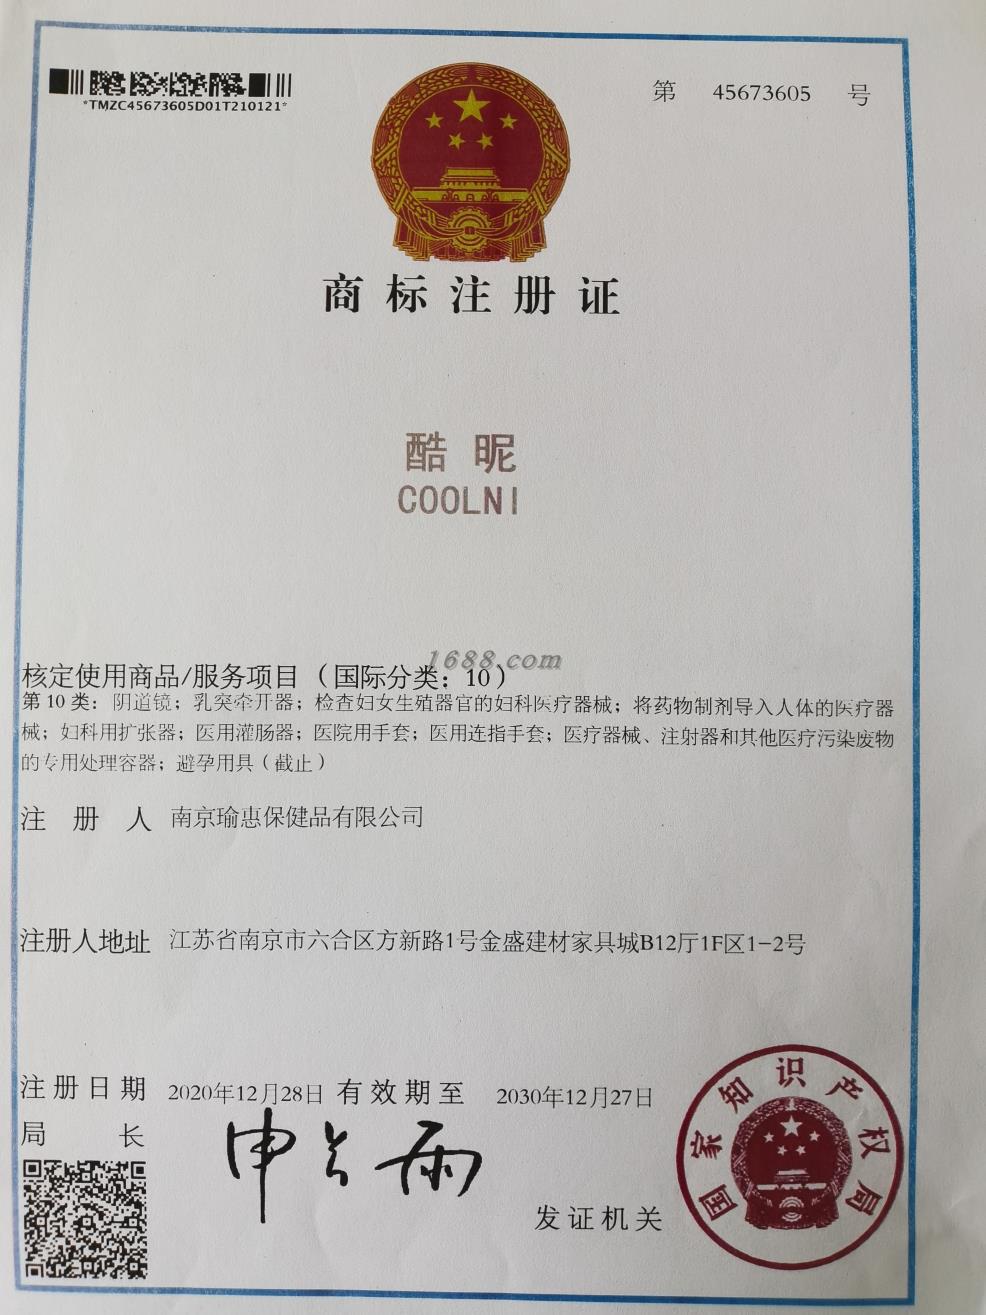 *TMZC45673605D01T210121*
第 45673605 号
商标注册证
酷昵
COOLNI
1688.com
核定使用商品/服务项目（国际分类：10）
第10类：阴道镜；乳突牵开器；检查妇女生殖器官的妇科医疗器械；将药物制剂导入人体的医疗器
械；妇科用扩张器；医用灌肠器；医院用手套；医用连指手套；医疗器械、注射器和其他医疗污染废物
的专用处理容器；避孕用具（截止）
注册人 南京瑜惠保健品有限公司
注册人地址 江苏省南京市六合区方新路1号金盛建材家具城B12厅1F区1-2号
注册日期 2020年12月28日 有效期至 2030年12月27日
局长 申长雨
发证机关
国家知识产权局